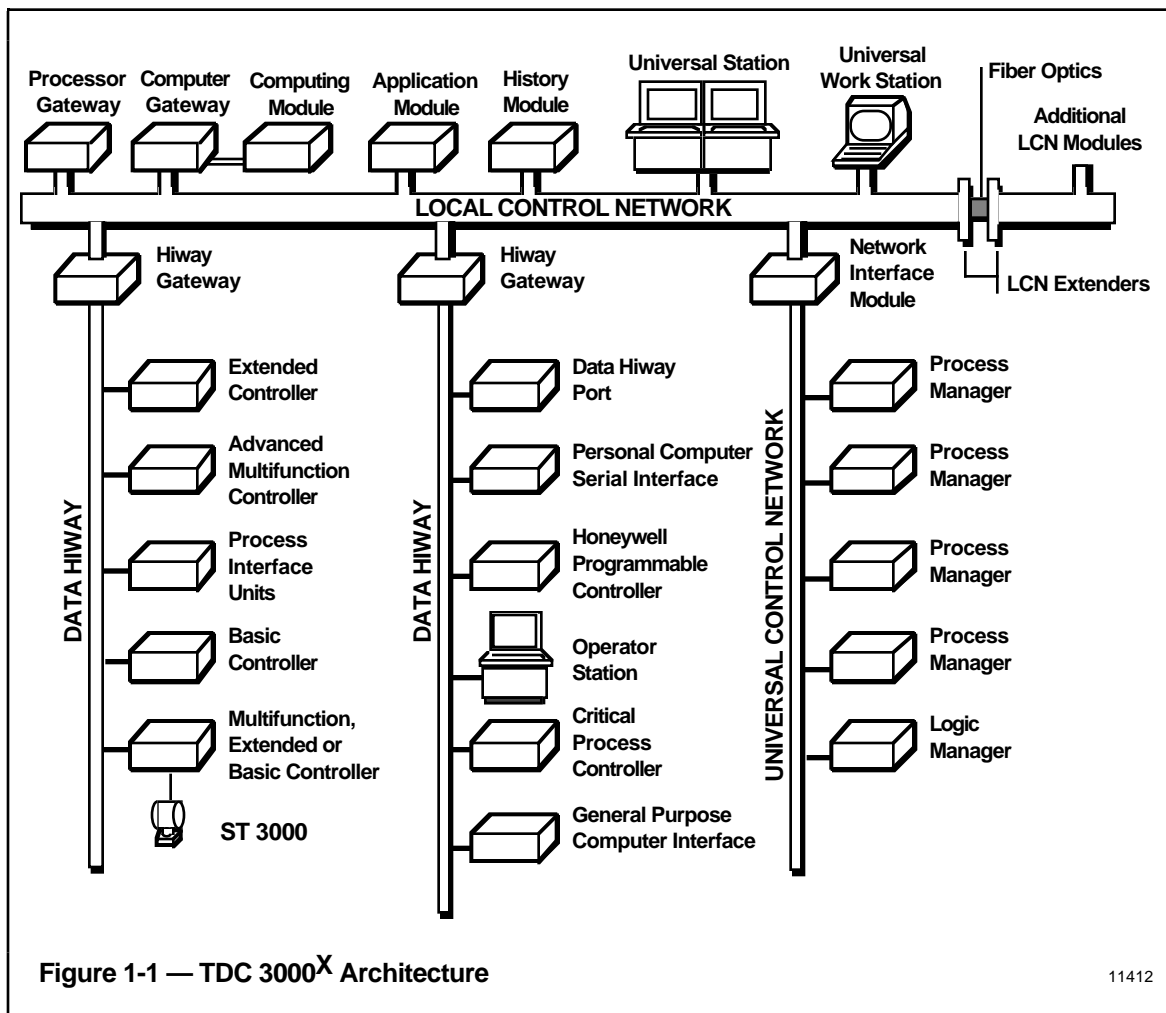 Processor
Gateway
Computer
Gateway
Computing
Module
Application
Module
History
Module
Universal Station
Universal
Work Station
Fiber Optics
Additional
LCN Modules
LOCAL CONTROL NETWORK
Hiway
Gateway
Hiway
Gateway
Network
Interface
Module
LCN Extenders
DATA HIWAY
Extended
Controller
Advanced
Multifunction
Controller
Process
Interface
Units
Basic
Controller
Multifunction,
Extended or
Basic Controller
ST 3000
DATA HIWAY
Data Hiway
Port
Personal Computer
Serial Interface
Honeywell
Programmable
Controller
Operator
Station
Critical
Process
Controller
General Purpose
Computer Interface
UNIVERSAL CONTROL NETWORK
Process
Manager
Process
Manager
Process
Manager
Process
Manager
Logic
Manager
Figure 1-1 — TDC 3000X Architecture
11412